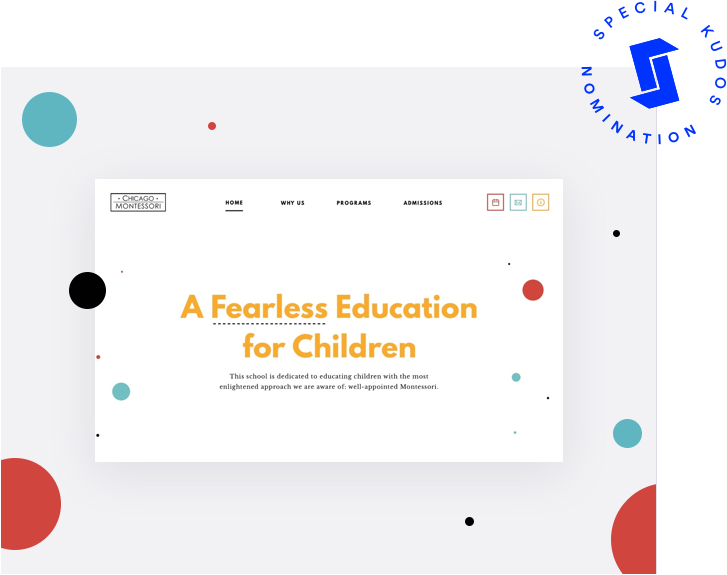 SPECIAL KUDOS
NOMINATION
CHICAGO
MONTESSORI
HOME
WHY US
PROGRAMS
ADMISSIONS
A Fearless Education
for Children
This school is dedicated to educating children with the most
enlightened approach we are aware of: well-appointed Montessori.